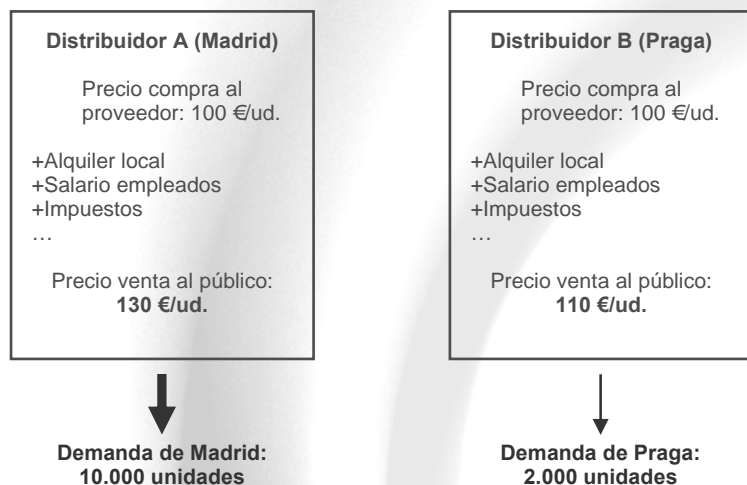 Distribuidor A (Madrid)
Precio compra al
proveedor: 100 €/ud.
+Alquiler local
+Salario empleados
+Impuestos
…
Precio venta al público:
130 €/ud.
Demanda de Madrid:
10.000 unidades
Distribuidor B (Praga)
Precio compra al
proveedor: 100 €/ud.
+Alquiler local
+Salario empleados
+Impuestos
…
Precio venta al público:
110 €/ud.
Demanda de Praga:
2.000 unidades